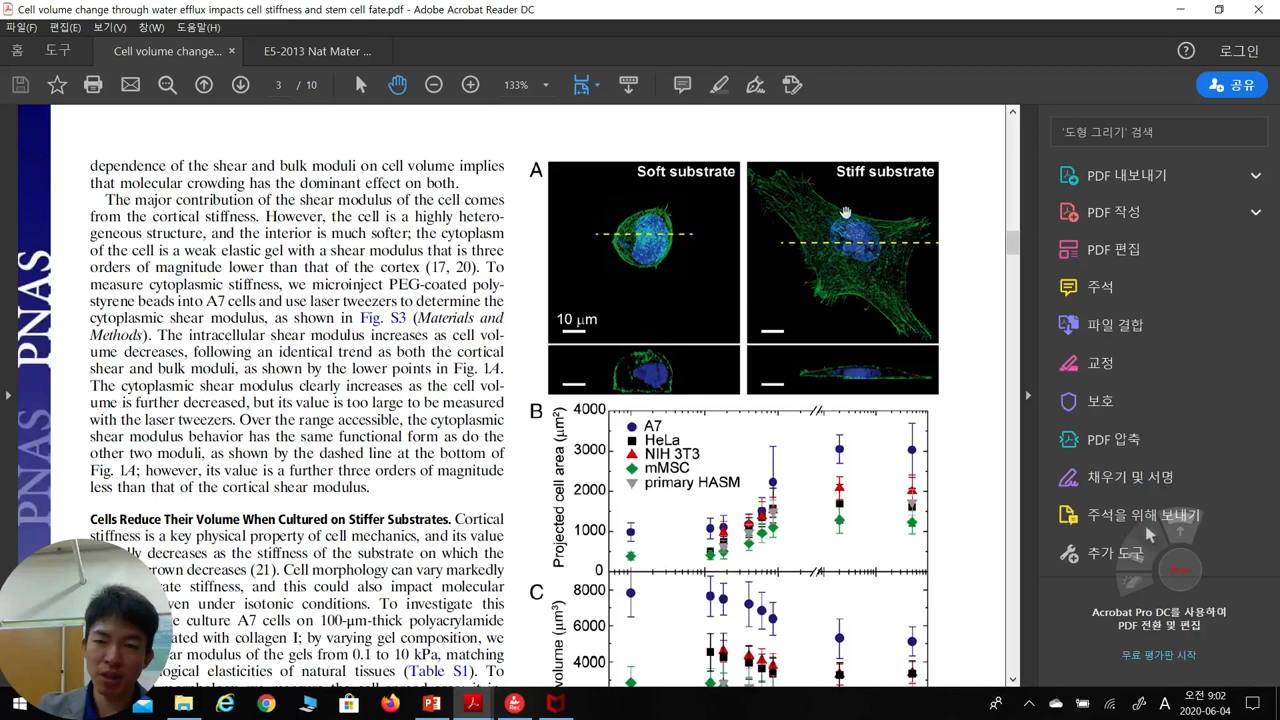 Cell volume change through water efflux impacts cell stiffness and stem cell fate.pdf - Adobe Acrobat Reader DC
파일(F) 편집(E) 보기(V) 창(W) 도움말(H)
홈 도구 Cell volume change... × E5-2013 Nat Mater ... 로그인
3 / 10 133% 공유
dependence of the shear and bulk moduli on cell volume implies
that molecular crowding has the dominant effect on both.
The major contribution of the shear modulus of the cell comes
from the cortical stiffness. However, the cell is a highly hetero-
geneous structure, and the interior is much softer; the cytoplasm
of the cell is a weak elastic gel with a shear modulus that is three
orders of magnitude lower than that of the cortex (17, 20). To
measure cytoplasmic stiffness, we microinject PEG-coated poly-
styrene beads into A7 cells and use laser tweezers to determine the
cytoplasmic shear modulus, as shown in Fig. S3 (Materials and
Methods). The intracellular shear modulus increases as cell vol-
ume decreases, following an identical trend as both the cortical
shear and bulk moduli, as shown by the lower points in Fig. 1A.
The cytoplasmic shear modulus clearly increases as the cell vol-
ume is further decreased, but its value is too large to be measured
with the laser tweezers. Over the range accessible, the cytoplasmic
shear modulus behavior has the same functional form as do the
other two moduli, as shown by the dashed line at the bottom of
Fig. 1A; however, its value is a further three orders of magnitude
less than that of the cortical shear modulus.
Cells Reduce Their Volume When Cultured on Stiffer Substrates. Cortical
stiffness is a key physical property of cell mechanics, and its value
decreases as the stiffness of the substrate on which the
grown decreases (21). Cell morphology can vary markedly
stiffness, and this could also impact molecular
under isotonic conditions. To investigate this
culture A7 cells on 100-μm-thick polyacrylamide
with collagen I; by varying gel composition, we
modulus of the gels from 0.1 to 10 kPa, matching
elasticities of natural tissues (Table S1). To
PNAS
PNAS
A
Soft substrate
Stiff substrate
10 μm
B
Projected cell area (μm²)
4000
3000
2000
1000
0
A7
HeLa
NIH 3T3
mMSC
primary HASM
C
8000
6000
4000
'도형 그리기' 검색
PDF 내보내기
PDF 작성
PDF 편집
주석
파일 결합
교정
보호
PDF 압축
채우기 및 서명
주석을 위해 보내기
추가 도구
Acrobat Pro DC를 사용하여
PDF 전환 및 편집
무료 평가판 시작
A
오전 9:02
2020-06-04